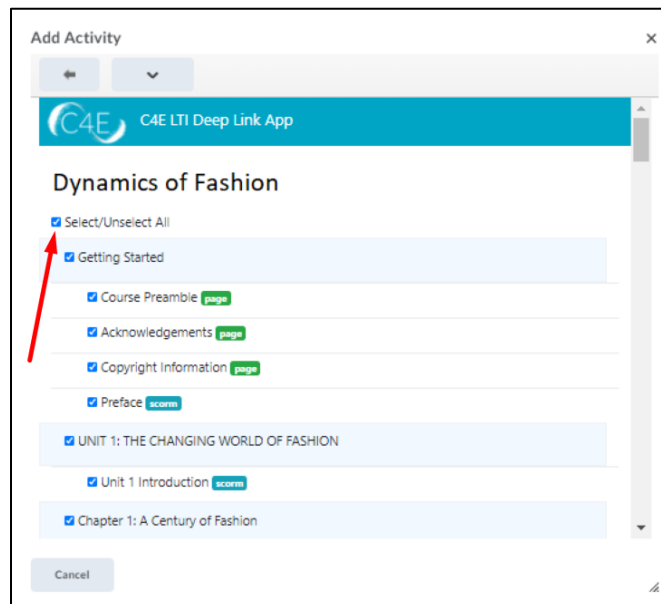 Add Activity
C4E C4E LTI Deep Link App
Dynamics of Fashion
Select/Unselect All
Getting Started
Course Preamble page
Acknowledgements page
Copyright Information page
Preface scorm
UNIT 1: THE CHANGING WORLD OF FASHION
Unit 1 Introduction scorm
Chapter 1: A Century of Fashion
Cancel